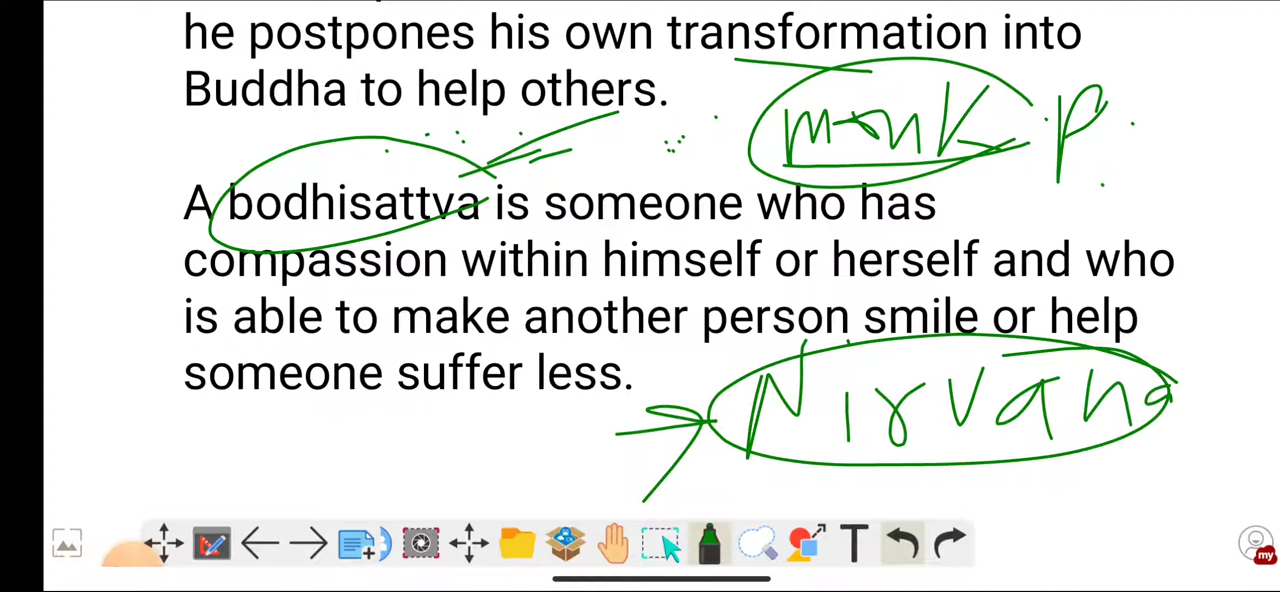 he postpones his own transformation into
Buddha to help others.
monk P
A bodhisattva is someone who has
compassion within himself or herself and who
is able to make another person smile or help
someone suffer less.
Nirvana
T
my